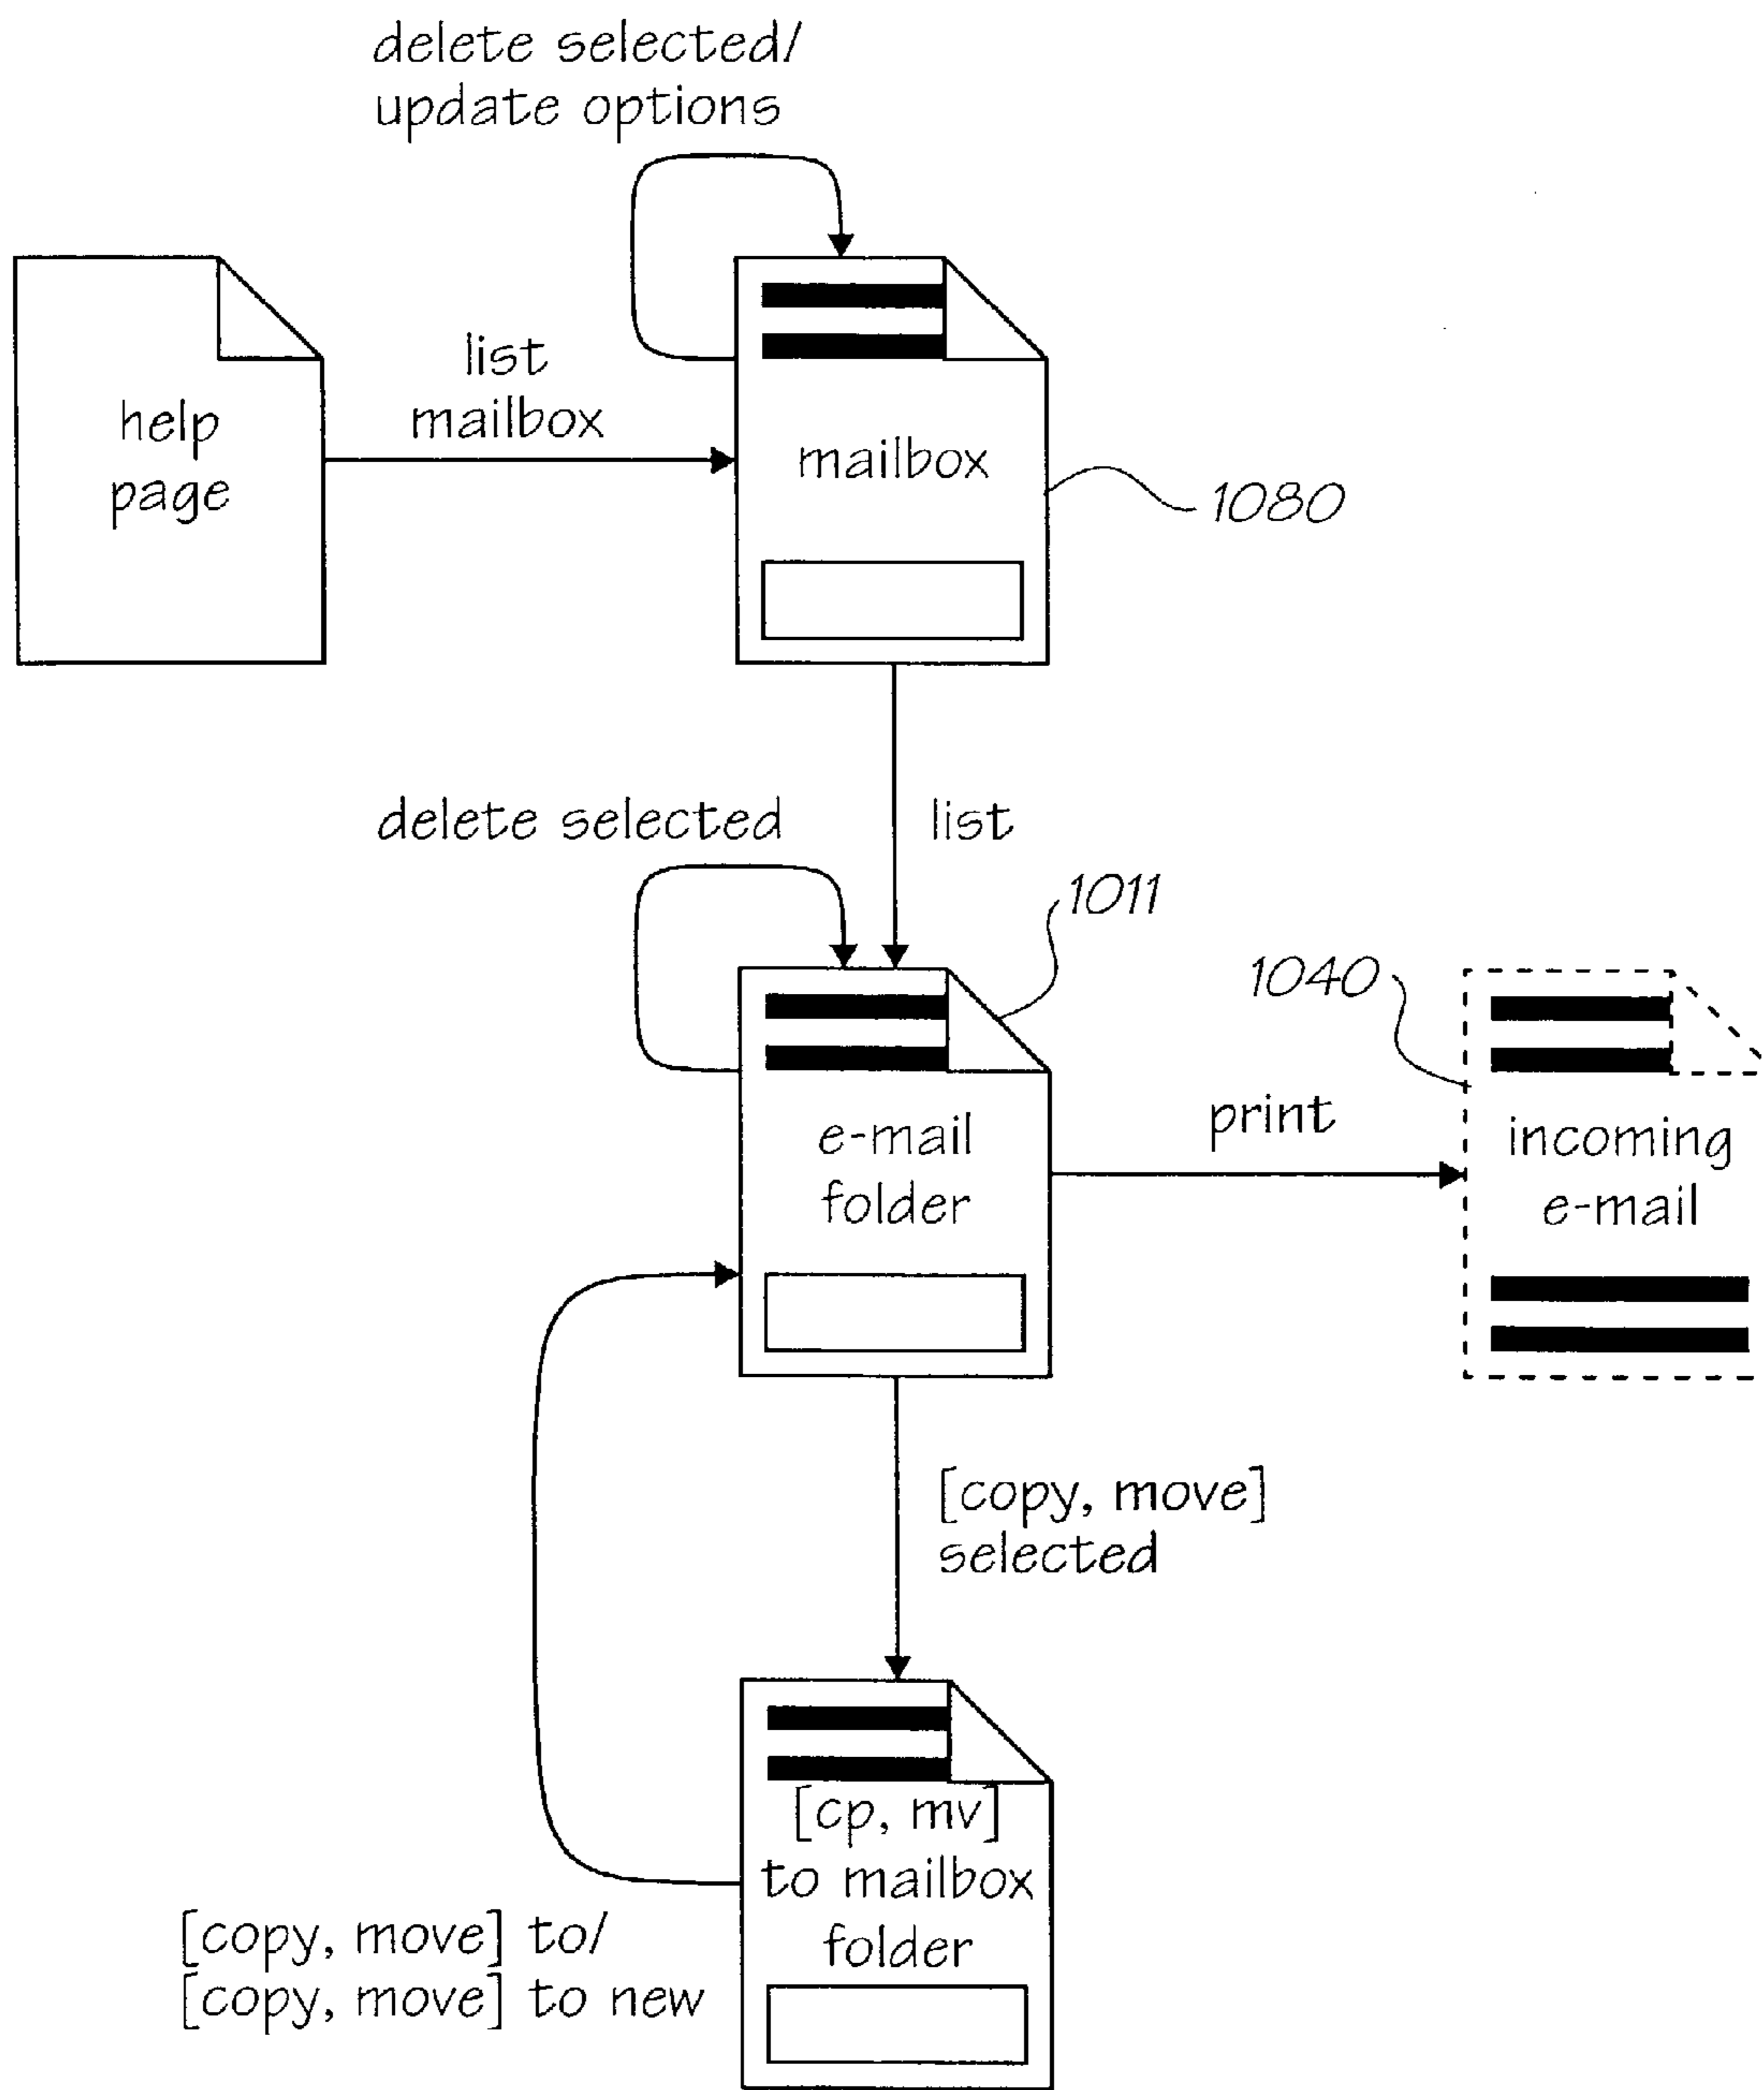 delete selected/
update options
help
page
list
mailbox
mailbox
1080
delete selected
list
1011
1040
e-mail
folder
print
incoming
e-mail
[copy, move]
selected
[cp, mv]
to mailbox
folder
[copy, move] to/
[copy, move] to new